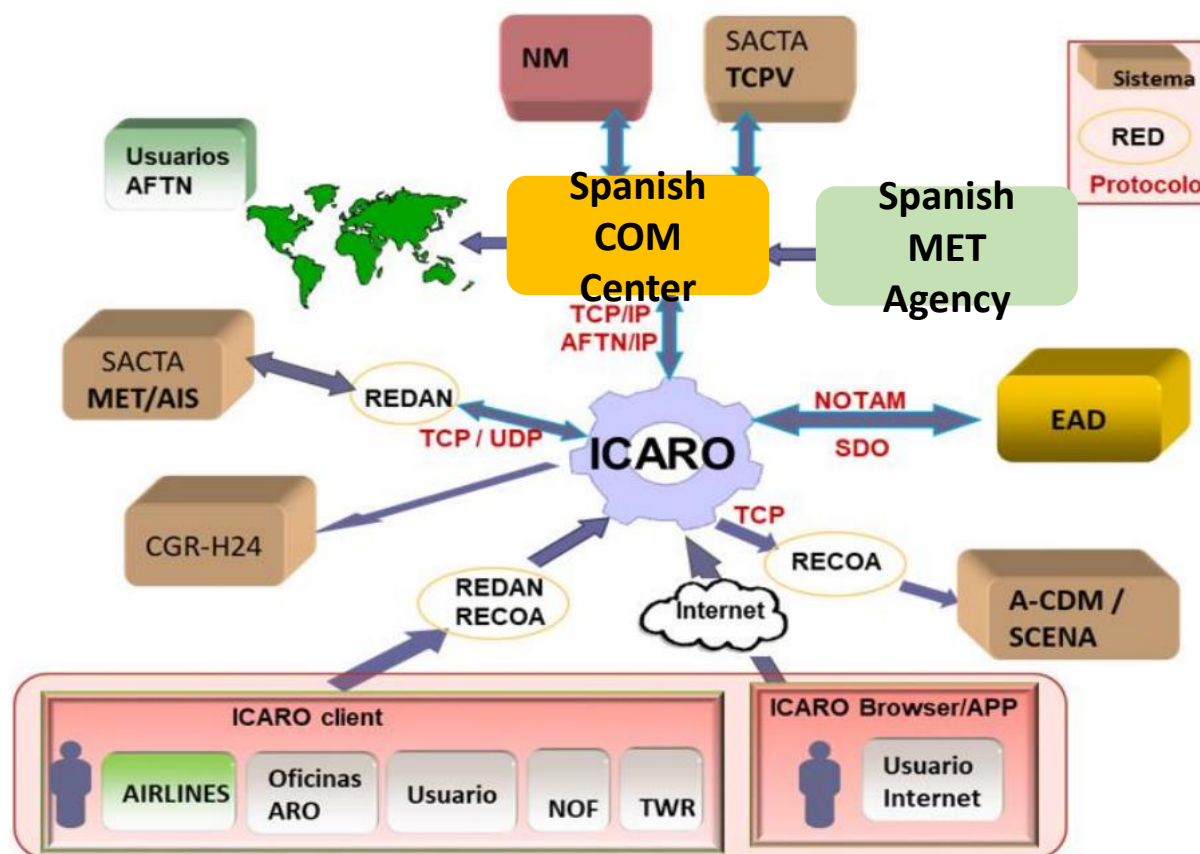 NM
SACTA
TCPV
Sistema
RED
Protocolo
Usuarios
AFTN
Spanish
COM
Center
Spanish
MET
Agency
TCP/IP
AFTN/IP
SACTA
MET/AIS
REDAN
TCP / UDP
ICARO
NOTAM
SDO
EAD
CGR-H24
REDAN
RECOA
TCP
RECOA
Internet
A-CDM /
SCENA
ICARO client
AIRLINES
Oficinas
ARO
Usuario
NOF
TWR
ICARO Browser/APP
Usuario
Internet